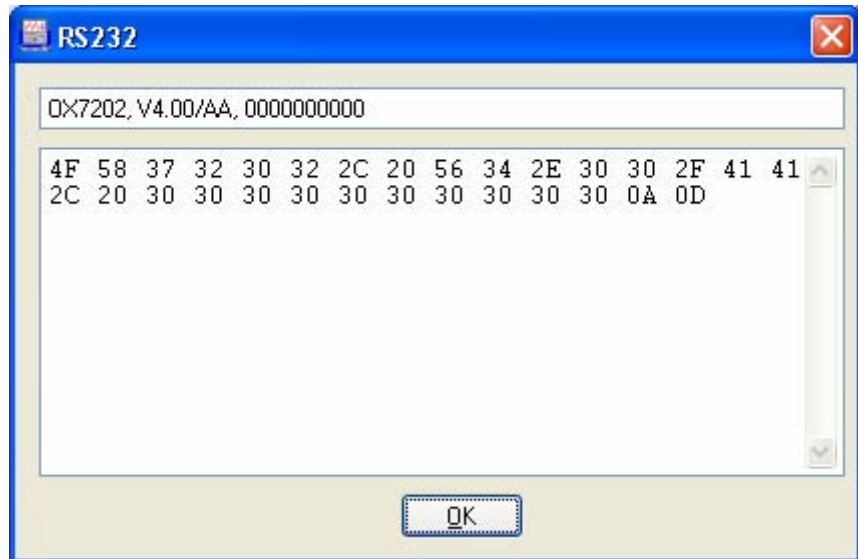 RS232
OX7202, V4.00/AA, 0000000000
4F 58 37 32 30 32 2C 20 56 34 2E 30 30 2F 41 41
2C 20 30 30 30 30 30 30 30 30 30 30 0A 0D
OK